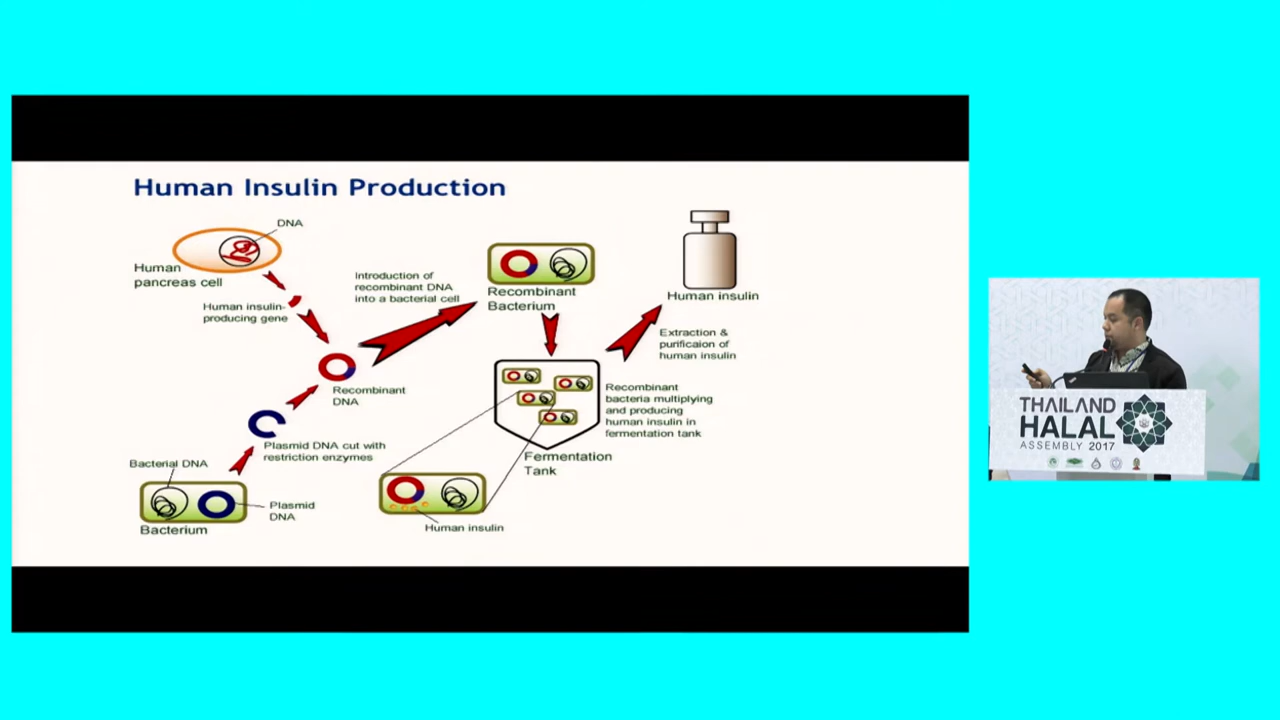 Human Insulin Production
DNA
Human
pancreas cell
Human insulin-
producing gene
Introduction of
recombinant DNA
into a bacterial cell
Recombinant
Bacterium
Human insulin
Extraction &
purificaion of
human insulin
Recombinant
DNA
Recombinant
bacteria multiplying
and producing
human insulin in
fermentation tank
Plasmid DNA cut with
restriction enzymes
Fermentation
Tank
Bacterial DNA
Plasmid
DNA
Bacterium
Human insulin
THAILAND
HALAL
ASSEMBLY 2017